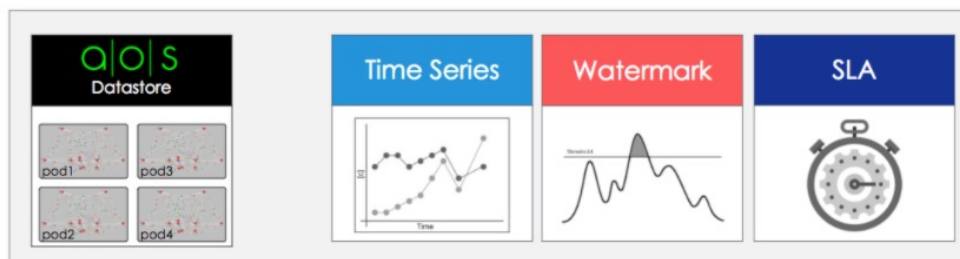 a|o|s
Datastore
pod1
pod3
pod2
pod4
Time Series
[c]
Time
Watermark
SLA